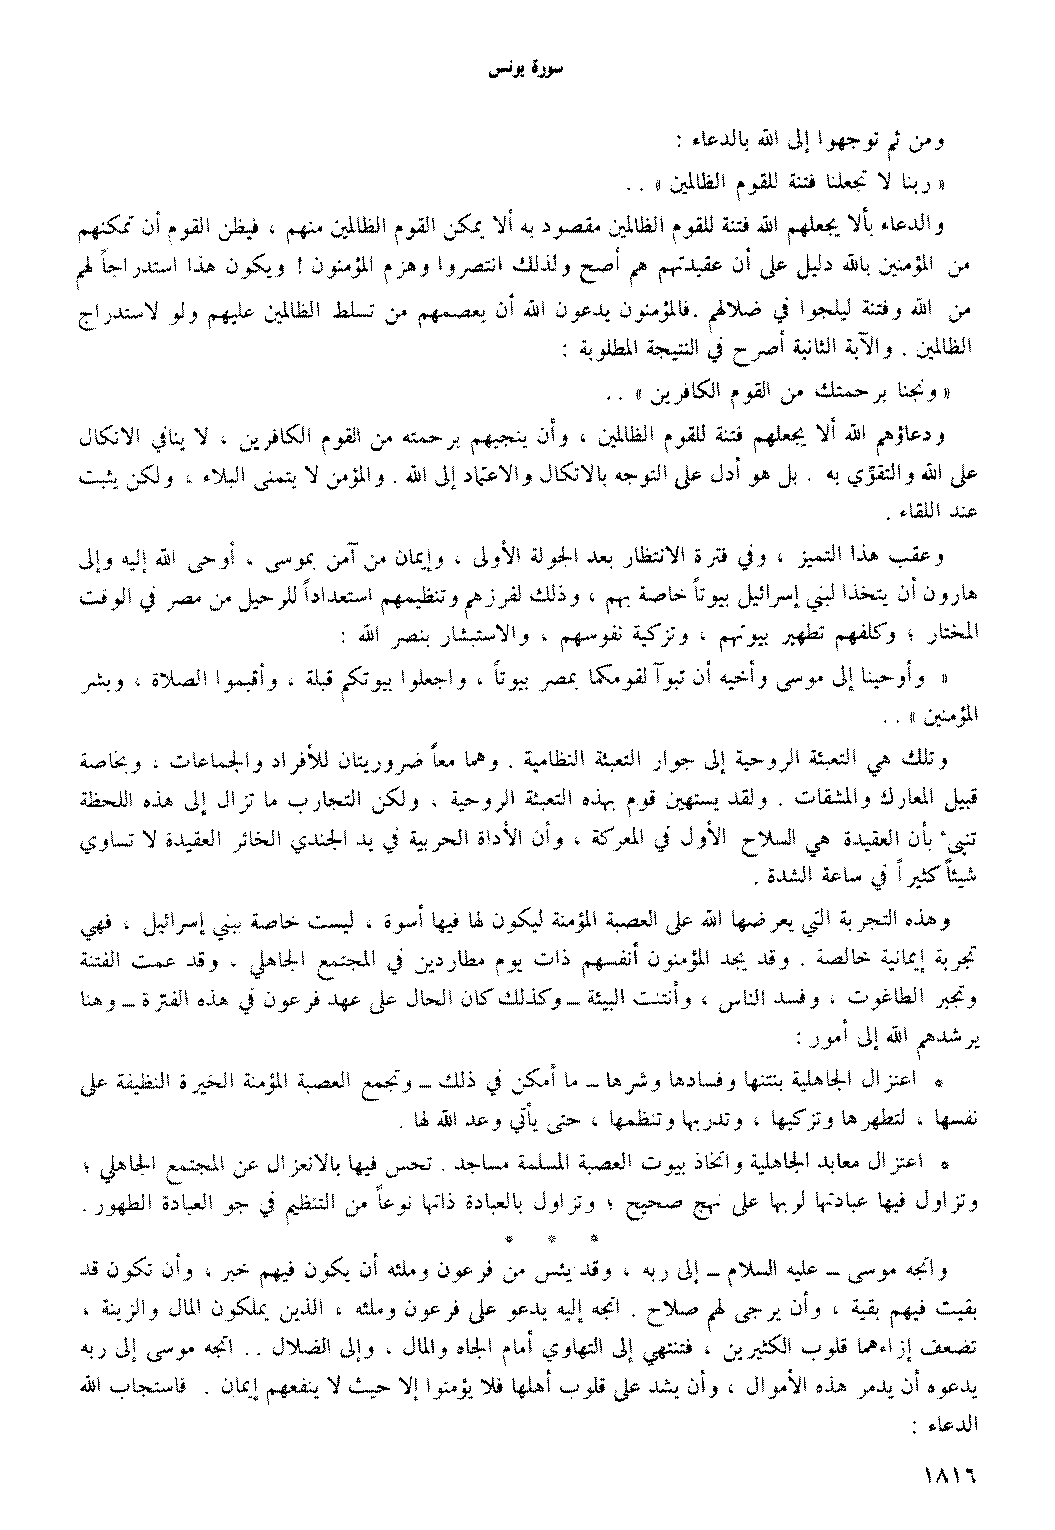 سورة يونس
ومن ثم توجهوا إلى الله بالدعاء :
« ربنا لا تجعلنا فتنة للقوم الظالمين » . .
والدعاء بألا يجعلهم الله فتنة للقوم الظالمين مقصود به ألا يمكن القوم الظالمين منهم ، فيظن القوم أن تمكنهم
من المؤمنين بالله دليل على أن عقيدتهم هم أصح ولذلك انتصروا وهزم المؤمنون ! ويكون هذا استدراجاً لهم
من الله وفتنة ليلجوا في ضلالهم . فالمؤمنون يدعون الله أن يعصمهم من تسلط الظالمين عليهم ولو لاستدراج
الظالمين . والآية الثانية أصرح في النتيجة المطلوبة :
« ونجنا برحمتك من القوم الكافرين » . .
ودعاؤهم الله ألا يجعلهم فتنة للقوم الظالمين ، وأن ينجيهم برحمته من القوم الكافرين ، لا ينافي الاتكال
على الله والتقوّي به . بل هو أدل على التوجه بالاتكال والاعتماد إلى الله . والمؤمن لا يتمنى البلاء ، ولكن يثبت
عند اللقاء .
وعقب هذا التميز ، وفي فترة الانتظار بعد الجولة الأولى ، وإيمان من آمن بموسى ، أوحى الله إليه وإلى
هارون أن يتخذا لبني إسرائيل بيوتاً خاصة بهم ، وذلك لفرزهم وتنظيمهم استعداداً للرحيل من مصر في الوقت
المختار ؛ وكلفهم تطهير بيوتهم ، وتزكية نفوسهم ، والاستبشار بنصر الله :
« وأوحينا إلى موسى وأخيه أن تبوآ لقومكما بمصر بيوتاً ، واجعلوا بيوتكم قبلة ، وأقيموا الصلاة ، وبشر
المؤمنين » . .
وتلك هي التعبئة الروحية إلى جوار التعبئة النظامية . وهما معاً ضروريتان للأفراد والجماعات ، وبخاصة
قبيل المعارك والمشقات . ولقد يستهين قوم بهذه التعبئة الروحية ، ولكن التجارب ما تزال إلى هذه اللحظة
تنبىء بأن العقيدة هي السلاح الأول في المعركة ، وأن الأداة الحربية في يد الجندي الخائر العقيدة لا تساوي
شيئاً كثيراً في ساعة الشدة .
وهذه التجربة التي يعرضها الله على العصبة المؤمنة ليكون لها فيها أسوة ، ليست خاصة ببني إسرائيل ، فهي
تجربة إيمانية خالصة . وقد يجد المؤمنون أنفسهم ذات يوم مطاردين في المجتمع الجاهلي ، وقد عمت الفتنة
وتجبر الطاغوت ، وفسد الناس ، وأنتنت البيئة – وكذلك كان الحال على عهد فرعون في هذه الفترة – وهنا
يرشدهم الله إلى أمور :
* اعتزال الجاهلية بنتنها وفسادها وشرها – ما أمكن في ذلك – وتجمع العصبة المؤمنة الخيرة النظيفة على
نفسها ، لتطهرها وتزكيها ، وتدربها وتنظمها ، حتى يأتي وعد الله لها .
* اعتزال معابد الجاهلية واتخاذ بيوت العصبة المسلمة مساجد . تحس فيها بالانعزال عن المجتمع الجاهلي ؛
وتزاول فيها عبادتها لربها على نهج صحيح ؛ وتزاول بالعبادة ذاتها نوعاً من التنظيم في جو العبادة الطهور .
* * *
واتجه موسى – عليه السلام – إلى ربه ، وقد يئس من فرعون وملئه أن يكون فيهم خير ، وأن تكون قد
بقيت فيهم بقية ، وأن يرجى لهم صلاح . اتجه إليه يدعو على فرعون وملئه ، الذين يملكون المال والزينة ،
تضعف إزاءهما قلوب الكثيرين ، فتنتهي إلى التهاوي أمام الجاه والمال ، وإلى الضلال . . اتجه موسى إلى ربه
يدعوه أن يدمر هذه الأموال ، وأن يشد على قلوب أهلها فلا يؤمنوا إلا حيث لا ينفعهم إيمان . فاستجاب الله
الدعاء :
١٨١٦